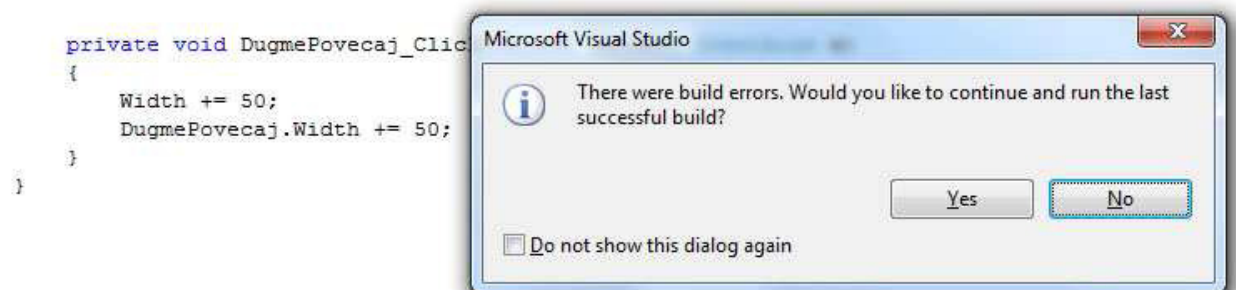 private void DugmePovecaj_Clic
{
Width += 50;
DugmePovecaj.Width += 50;
}
}
Microsoft Visual Studio
There were build errors. Would you like to continue and run the last
successful build?
Yes
No
Do not show this dialog again